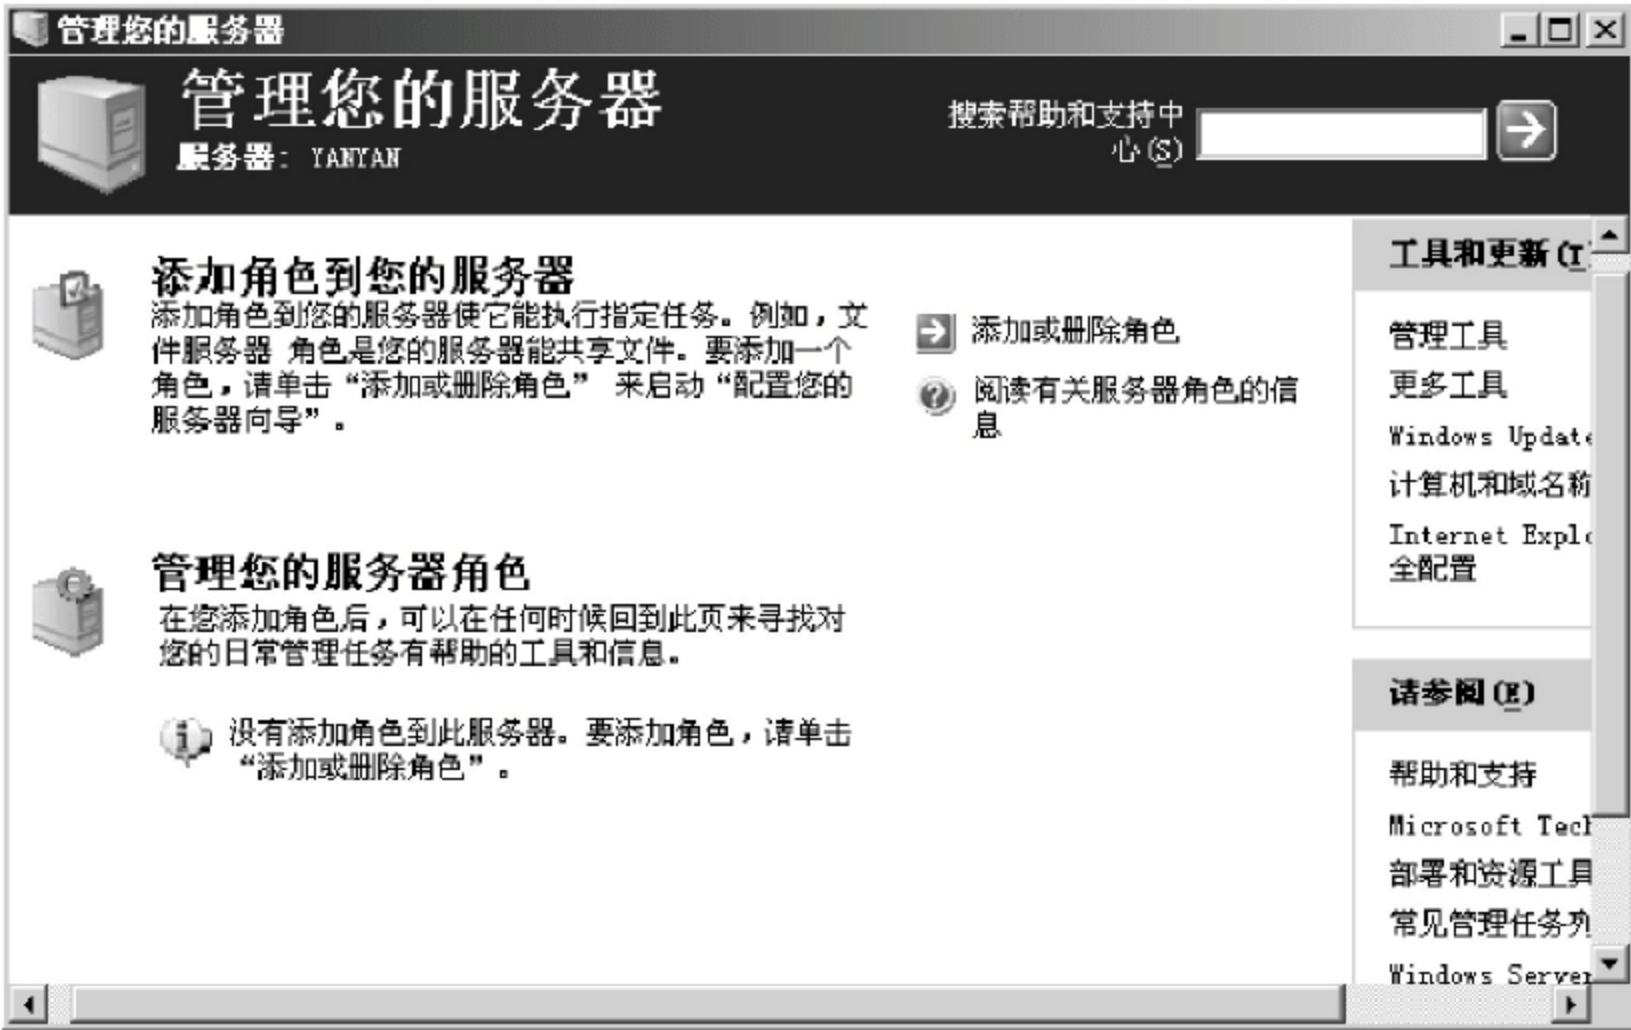 管理您的服务器
管理您的服务器
服务器: YANYAN
搜索帮助和支持中
心(S)
添加角色到您的服务器
添加角色到您的服务器使它能执行指定任务。例如，文
件服务器 角色是您的服务器能共享文件。要添加一个
角色，请单击“添加或删除角色” 来启动“配置您的
服务器向导”。
添加或删除角色
阅读有关服务器角色的信
息
管理您的服务器角色
在您添加角色后，可以在任何时候回到此页来寻找对
您的日常管理任务有帮助的工具和信息。
没有添加角色到此服务器。要添加角色，请单击
“添加或删除角色”。
工具和更新(T)
管理工具
更多工具
Windows Update
计算机和域名称
Internet Explo
全配置
请参阅(E)
帮助和支持
Microsoft Tech
部署和资源工具
常见管理任务列
Windows Server